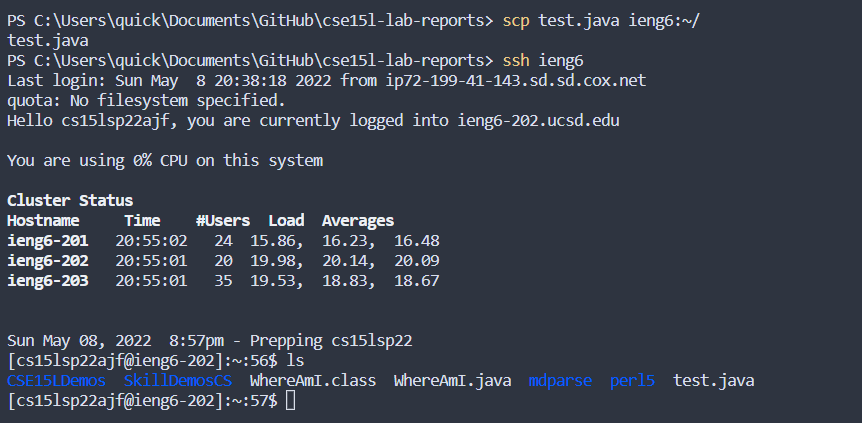 PS C:\Users\quick\Documents\GitHub\cse15l-lab-reports> scp test.java ieng6:~/
test.java
PS C:\Users\quick\Documents\GitHub\cse15l-lab-reports> ssh ieng6
Last login: Sun May  8 20:38:18 2022 from ip72-199-41-143.sd.sd.cox.net
quota: No filesystem specified.
Hello cs15lsp22ajf, you are currently logged into ieng6-202.ucsd.edu
You are using 0% CPU on this system
Cluster Status
Hostname     Time    #Users  Load  Averages
ieng6-201   20:55:02   24  15.86,  16.23,  16.48
ieng6-202   20:55:01   20  19.98,  20.14,  20.09
ieng6-203   20:55:01   35  19.53,  18.83,  18.67
Sun May 08, 2022  8:57pm - Prepping cs15lsp22
[cs15lsp22ajf@ieng6-202]:~:56$ ls
CSE15LDemos  SkillDemosCS  WhereAmI.class  WhereAmI.java  mdparse  perl5  test.java
[cs15lsp22ajf@ieng6-202]:~:57$